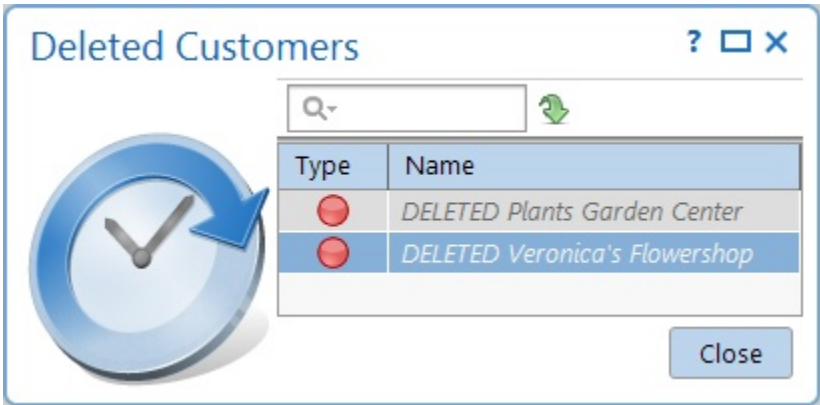 Deleted Customers ?
Type Name
DELETED Plants Garden Center
DELETED Veronica's Flowershop
Close